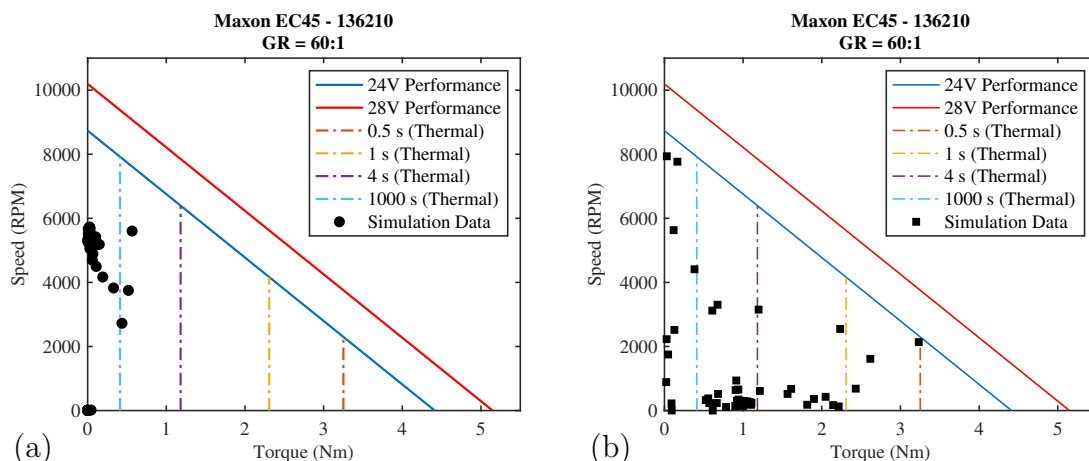 Maxon EC45 - 136210
GR = 60:1
10000
8000
6000
4000
2000
0
Speed (RPM)
24V Performance
28V Performance
0.5 s (Thermal)
1 s (Thermal)
4 s (Thermal)
1000 s (Thermal)
Simulation Data
0 1 2 3 4 5
Torque (Nm)
(a)
Maxon EC45 - 136210
GR = 60:1
10000
8000
6000
4000
2000
0
Speed (RPM)
24V Performance
28V Performance
0.5 s (Thermal)
1 s (Thermal)
4 s (Thermal)
1000 s (Thermal)
Simulation Data
0 1 2 3 4 5
Torque (Nm)
(b)